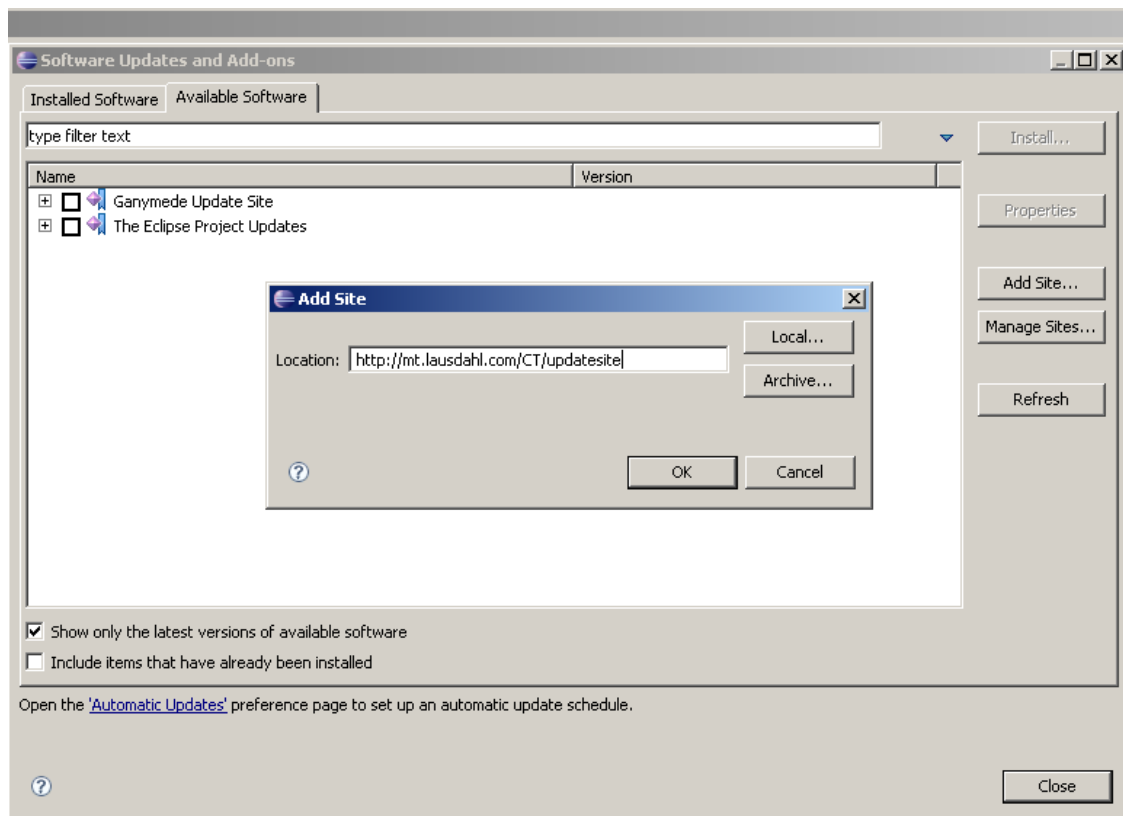 Software Updates and Add-ons
Installed Software Available Software
type filter text
Install...
Name Version
Ganymede Update Site
The Eclipse Project Updates
Properties
Add Site...
Manage Sites...
Refresh
Add Site
Location: http://mt.lausdahl.com/CT/updatesite
Local...
Archive...
OK Cancel
Show only the latest versions of available software
Include items that have already been installed
Open the 'Automatic Updates' preference page to set up an automatic update schedule.
Close